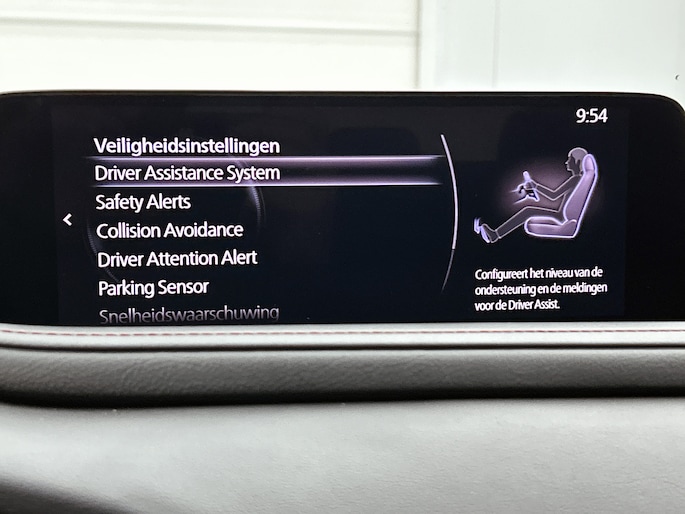 9:54
Veiligheidsinstellingen
Driver Assistance System
Safety Alerts
Collision Avoidance
Driver Attention Alert
Parking Sensor
Snelheidswaarschuwing
Configureert het niveau van de
ondersteuning en de meldingen
voor de Driver Assist.